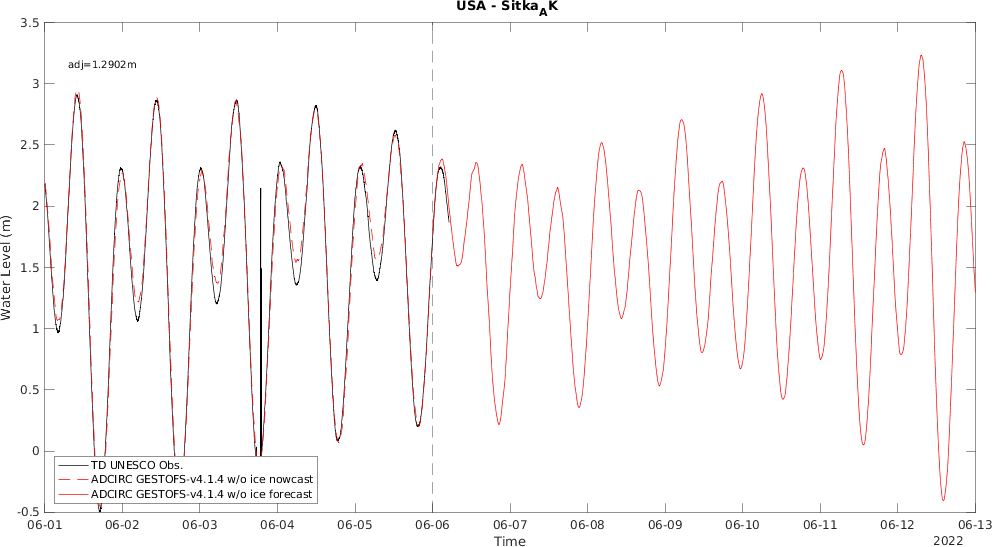 USA - Sitka_AK
adj=1.2902m
3.5
3
2.5
2
1.5
1
0.5
0
-0.5
Water Level (m)
TD UNESCO Obs.
ADCIRC GESTOFS-v4.1.4 w/o ice nowcast
ADCIRC GESTOFS-v4.1.4 w/o ice forecast
06-01 06-02 06-03 06-04 06-05 06-06 06-07 06-08 06-09 06-10 06-11 06-12 06-13
Time
2022